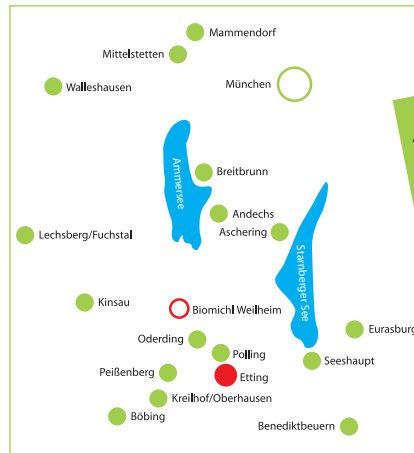 Mammendorf
Mittelstetten
München
Walleshausen
Breitbrunn
Ammersee
Andechs
Aschering
Lechsberg/Fuchstal
Starnberger See
Kinsau
Biomichl Weilheim
Eurasburg
Oderding
Polling
Seeshaupt
Peißenberg
Etting
Kreilhof/Oberhausen
Böbing
Benediktbeuern